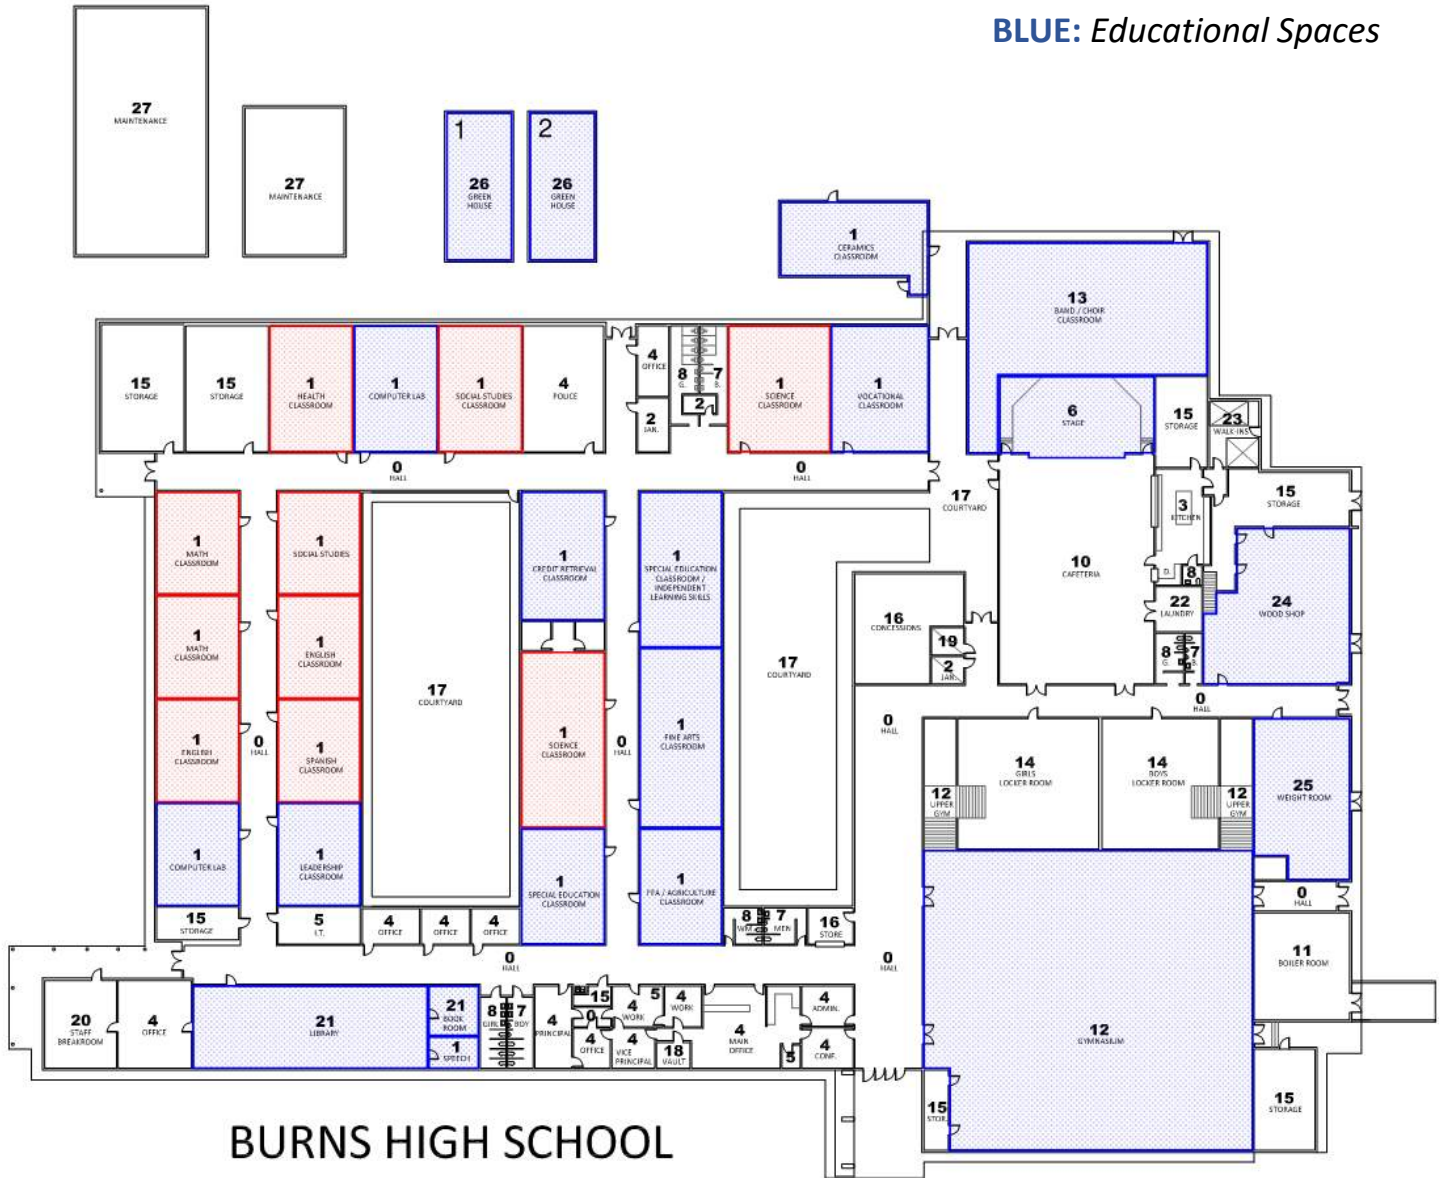 BLUE: Educational Spaces
27
MAINTENANCE
27
MAINTENANCE
1
26
GREEN
HOUSE
2
26
GREEN
HOUSE
1
CERAMICS
CLASSROOM
13
BAND / CHOIR
CLASSROOM
15
STORAGE
15
STORAGE
1
HEALTH
CLASSROOM
1
COMPUTER LAB
1
SOCIAL STUDIES
CLASSROOM
4
POLICE
4
OFFICE
2
JAN.
8
G.
7
B.
2
1
SCIENCE
CLASSROOM
1
VOCATIONAL
CLASSROOM
6
STAGE
15
STORAGE
23
WALK-INS
0
HALL
0
HALL
17
COURTYARD
3
KITCHEN
15
STORAGE
1
MATH
CLASSROOM
1
SOCIAL STUDIES
1
CREDIT RETRIEVAL
CLASSROOM
1
SPECIAL EDUCATION
CLASSROOM /
INDEPENDENT
LEARNING SKILLS
10
CAFETERIA
D.
8
22
LAUNDRY
24
WOOD SHOP
1
MATH
CLASSROOM
1
ENGLISH
CLASSROOM
16
CONCESSIONS
19
2
JAN.
8
G.
7
B.
17
COURTYARD
17
COURTYARD
1
ENGLISH
CLASSROOM
0
HALL
1
SPANISH
CLASSROOM
1
SCIENCE
CLASSROOM
0
HALL
1
FINE ARTS
CLASSROOM
0
HALL
0
HALL
14
GIRLS
LOCKER ROOM
14
BOYS
LOCKER ROOM
12
UPPER
GYM
12
UPPER
GYM
25
WEIGHT ROOM
1
COMPUTER LAB
1
LEADERSHIP
CLASSROOM
1
SPECIAL EDUCATION
CLASSROOM
1
FFA / AGRICULTURE
CLASSROOM
0
HALL
15
STORAGE
5
I.T.
4
OFFICE
4
OFFICE
4
OFFICE
8
WM.
7
MEN
16
STORE
0
HALL
0
HALL
11
BOILER ROOM
20
STAFF
BREAKROOM
4
OFFICE
21
LIBRARY
21
BOOK
ROOM
1
SPEECH
8
GIRL
7
BOY
4
PRINCIPAL
15
0
4
OFFICE
4
WORK
5
4
WORK
4
VICE
PRINCIPAL
18
VAULT
4
MAIN
OFFICE
5
4
ADMIN.
4
CONF.
12
GYMNASIUM
15
STOR.
15
STORAGE
BURNS HIGH SCHOOL